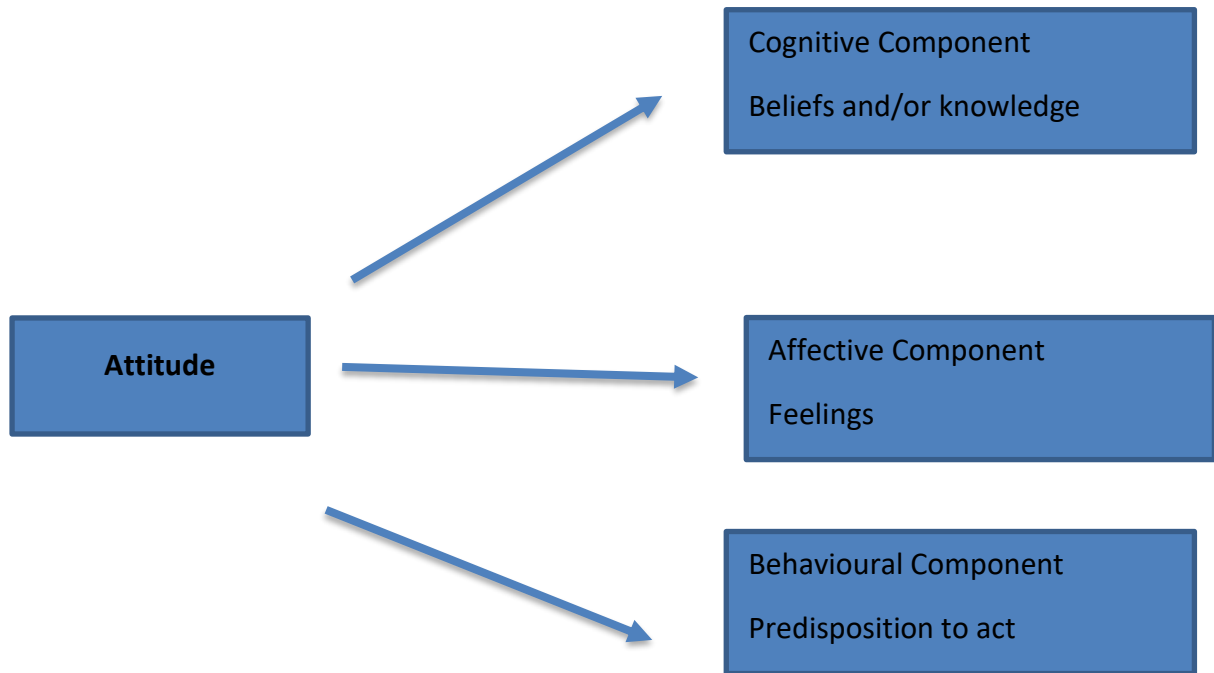 Cognitive Component
Beliefs and/or knowledge
Attitude
Affective Component
Feelings
Behavioural Component
Predisposition to act